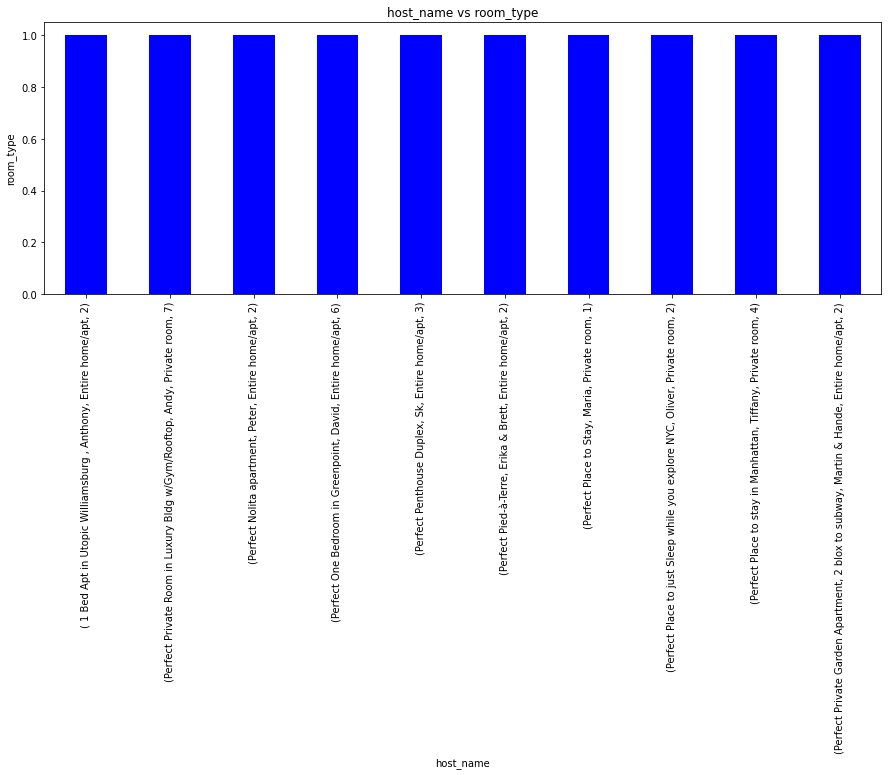 host_name vs room_type
room_type
1.0
0.8
0.6
0.4
0.2
0.0
( 1 Bed Apt in Utopic Williamsburg , Anthony, Entire home/apt, 2)
(Perfect Private Room in Luxury Bldg w/Gym/Rooftop, Andy, Private room, 7)
(Perfect Nolita apartment, Peter, Entire home/apt, 2)
(Perfect One Bedroom in Greenpoint, David, Entire home/apt, 6)
(Perfect Penthouse Duplex, Sk, Entire home/apt, 3)
(Perfect Pied-à-Terre, Erika & Brett, Entire home/apt, 2)
(Perfect Place to Stay, Maria, Private room, 1)
(Perfect Place to just Sleep while you explore NYC, Oliver, Private room, 2)
(Perfect Place to stay in Manhattan, Tiffany, Private room, 4)
(Perfect Private Garden Apartment, 2 blox to subway, Martin & Hande, Entire home/apt, 2)
host_name